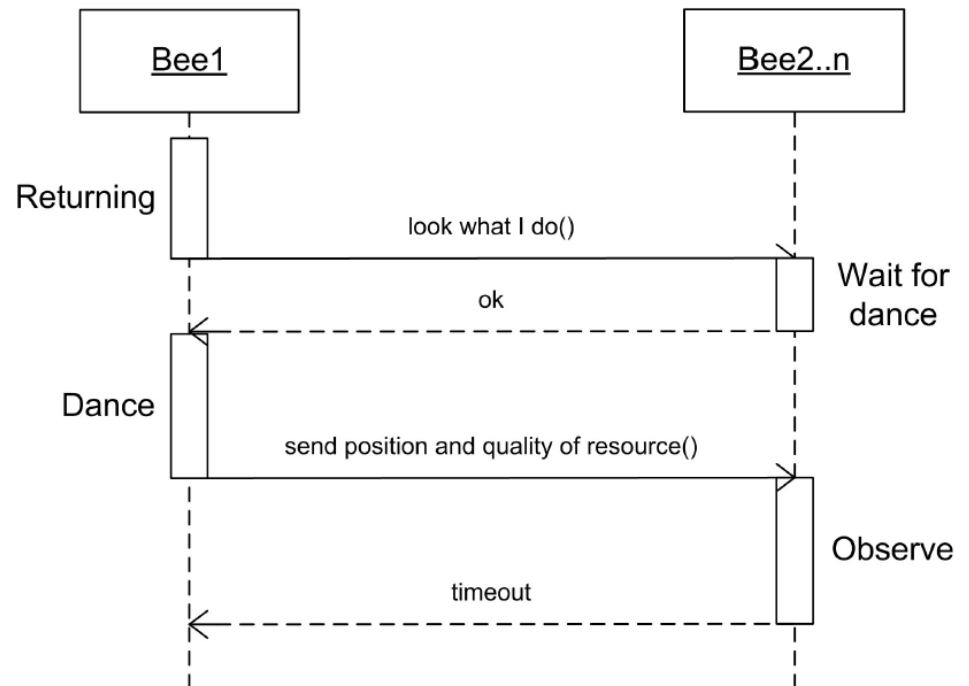 Bee1
Bee2..n
Returning
look what I do()
Wait for
dance
ok
Dance
send position and quality of resource()
Observe
timeout